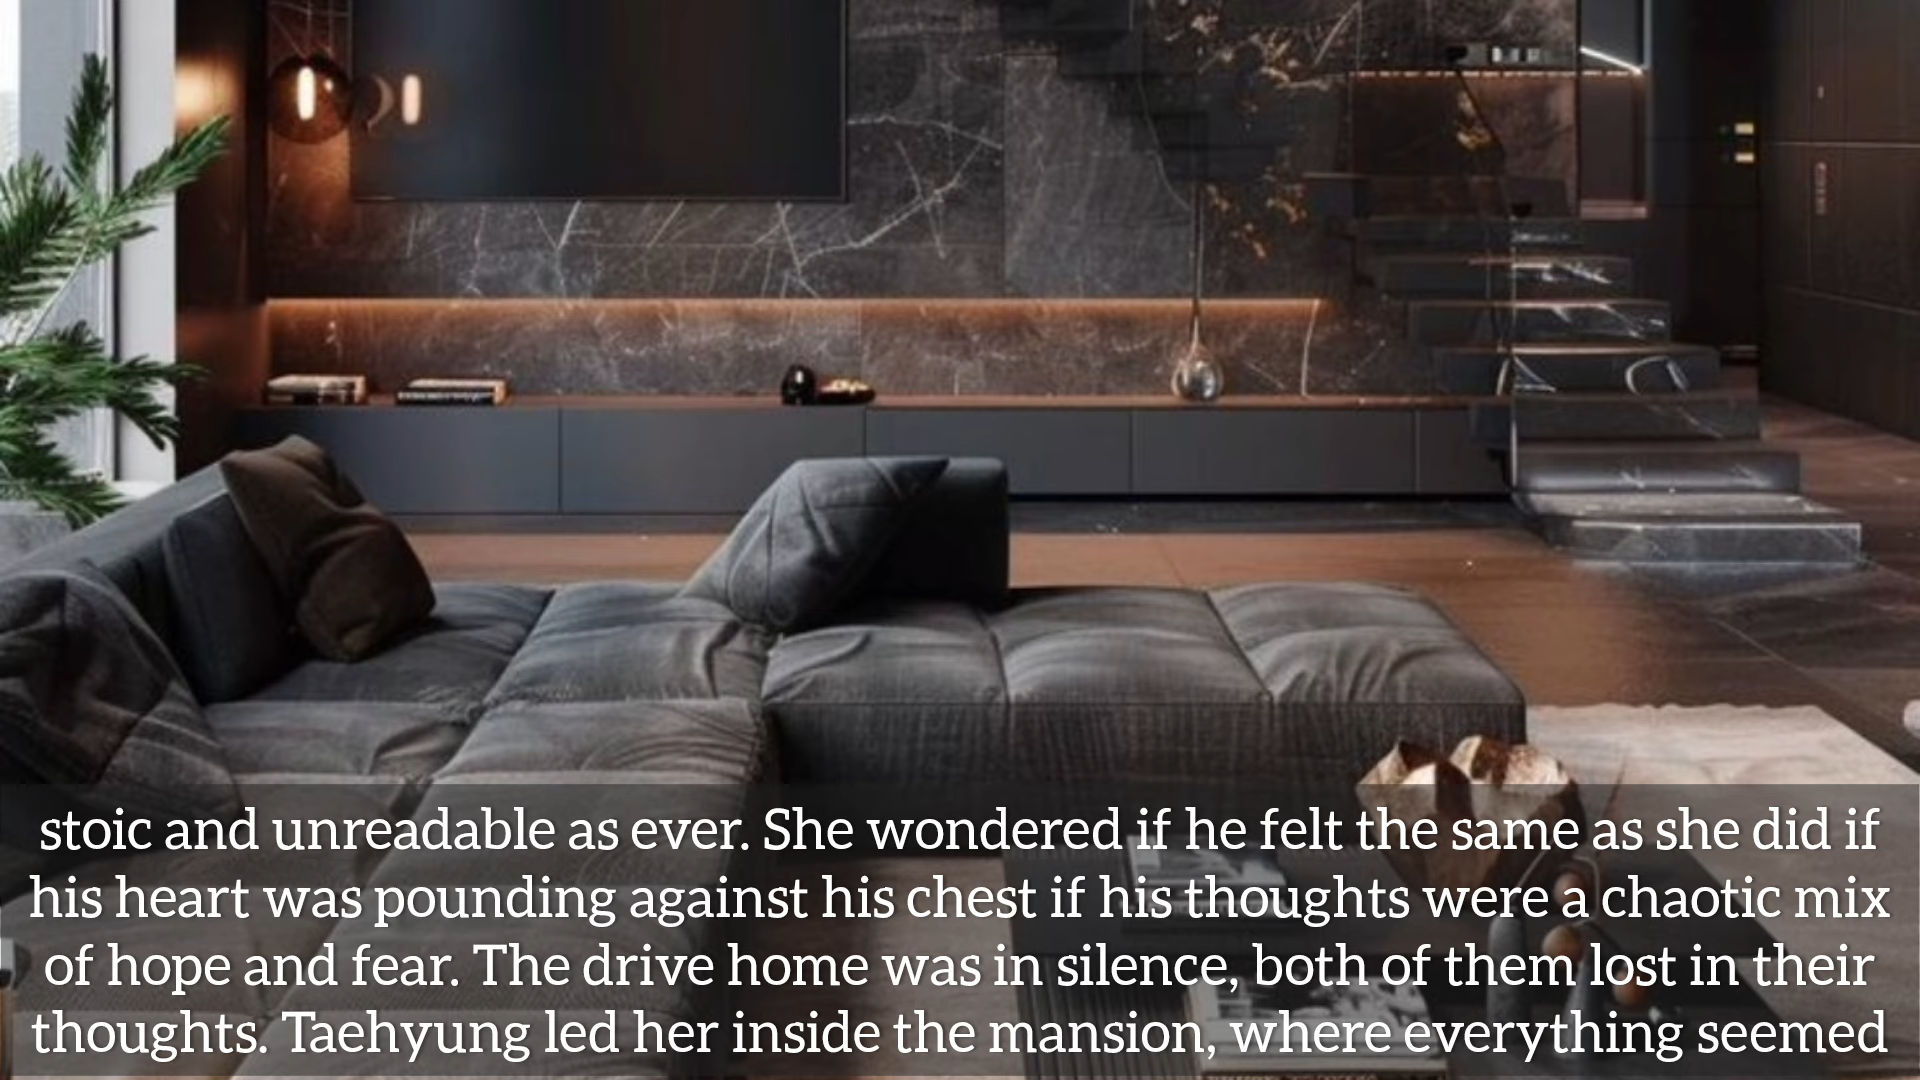 stoic and unreadable as ever. She wondered if he felt the same as she did if
his heart was pounding against his chest if his thoughts were a chaotic mix
of hope and fear. The drive home was in silence, both of them lost in their
thoughts. Taehyung led her inside the mansion, where everything seemed